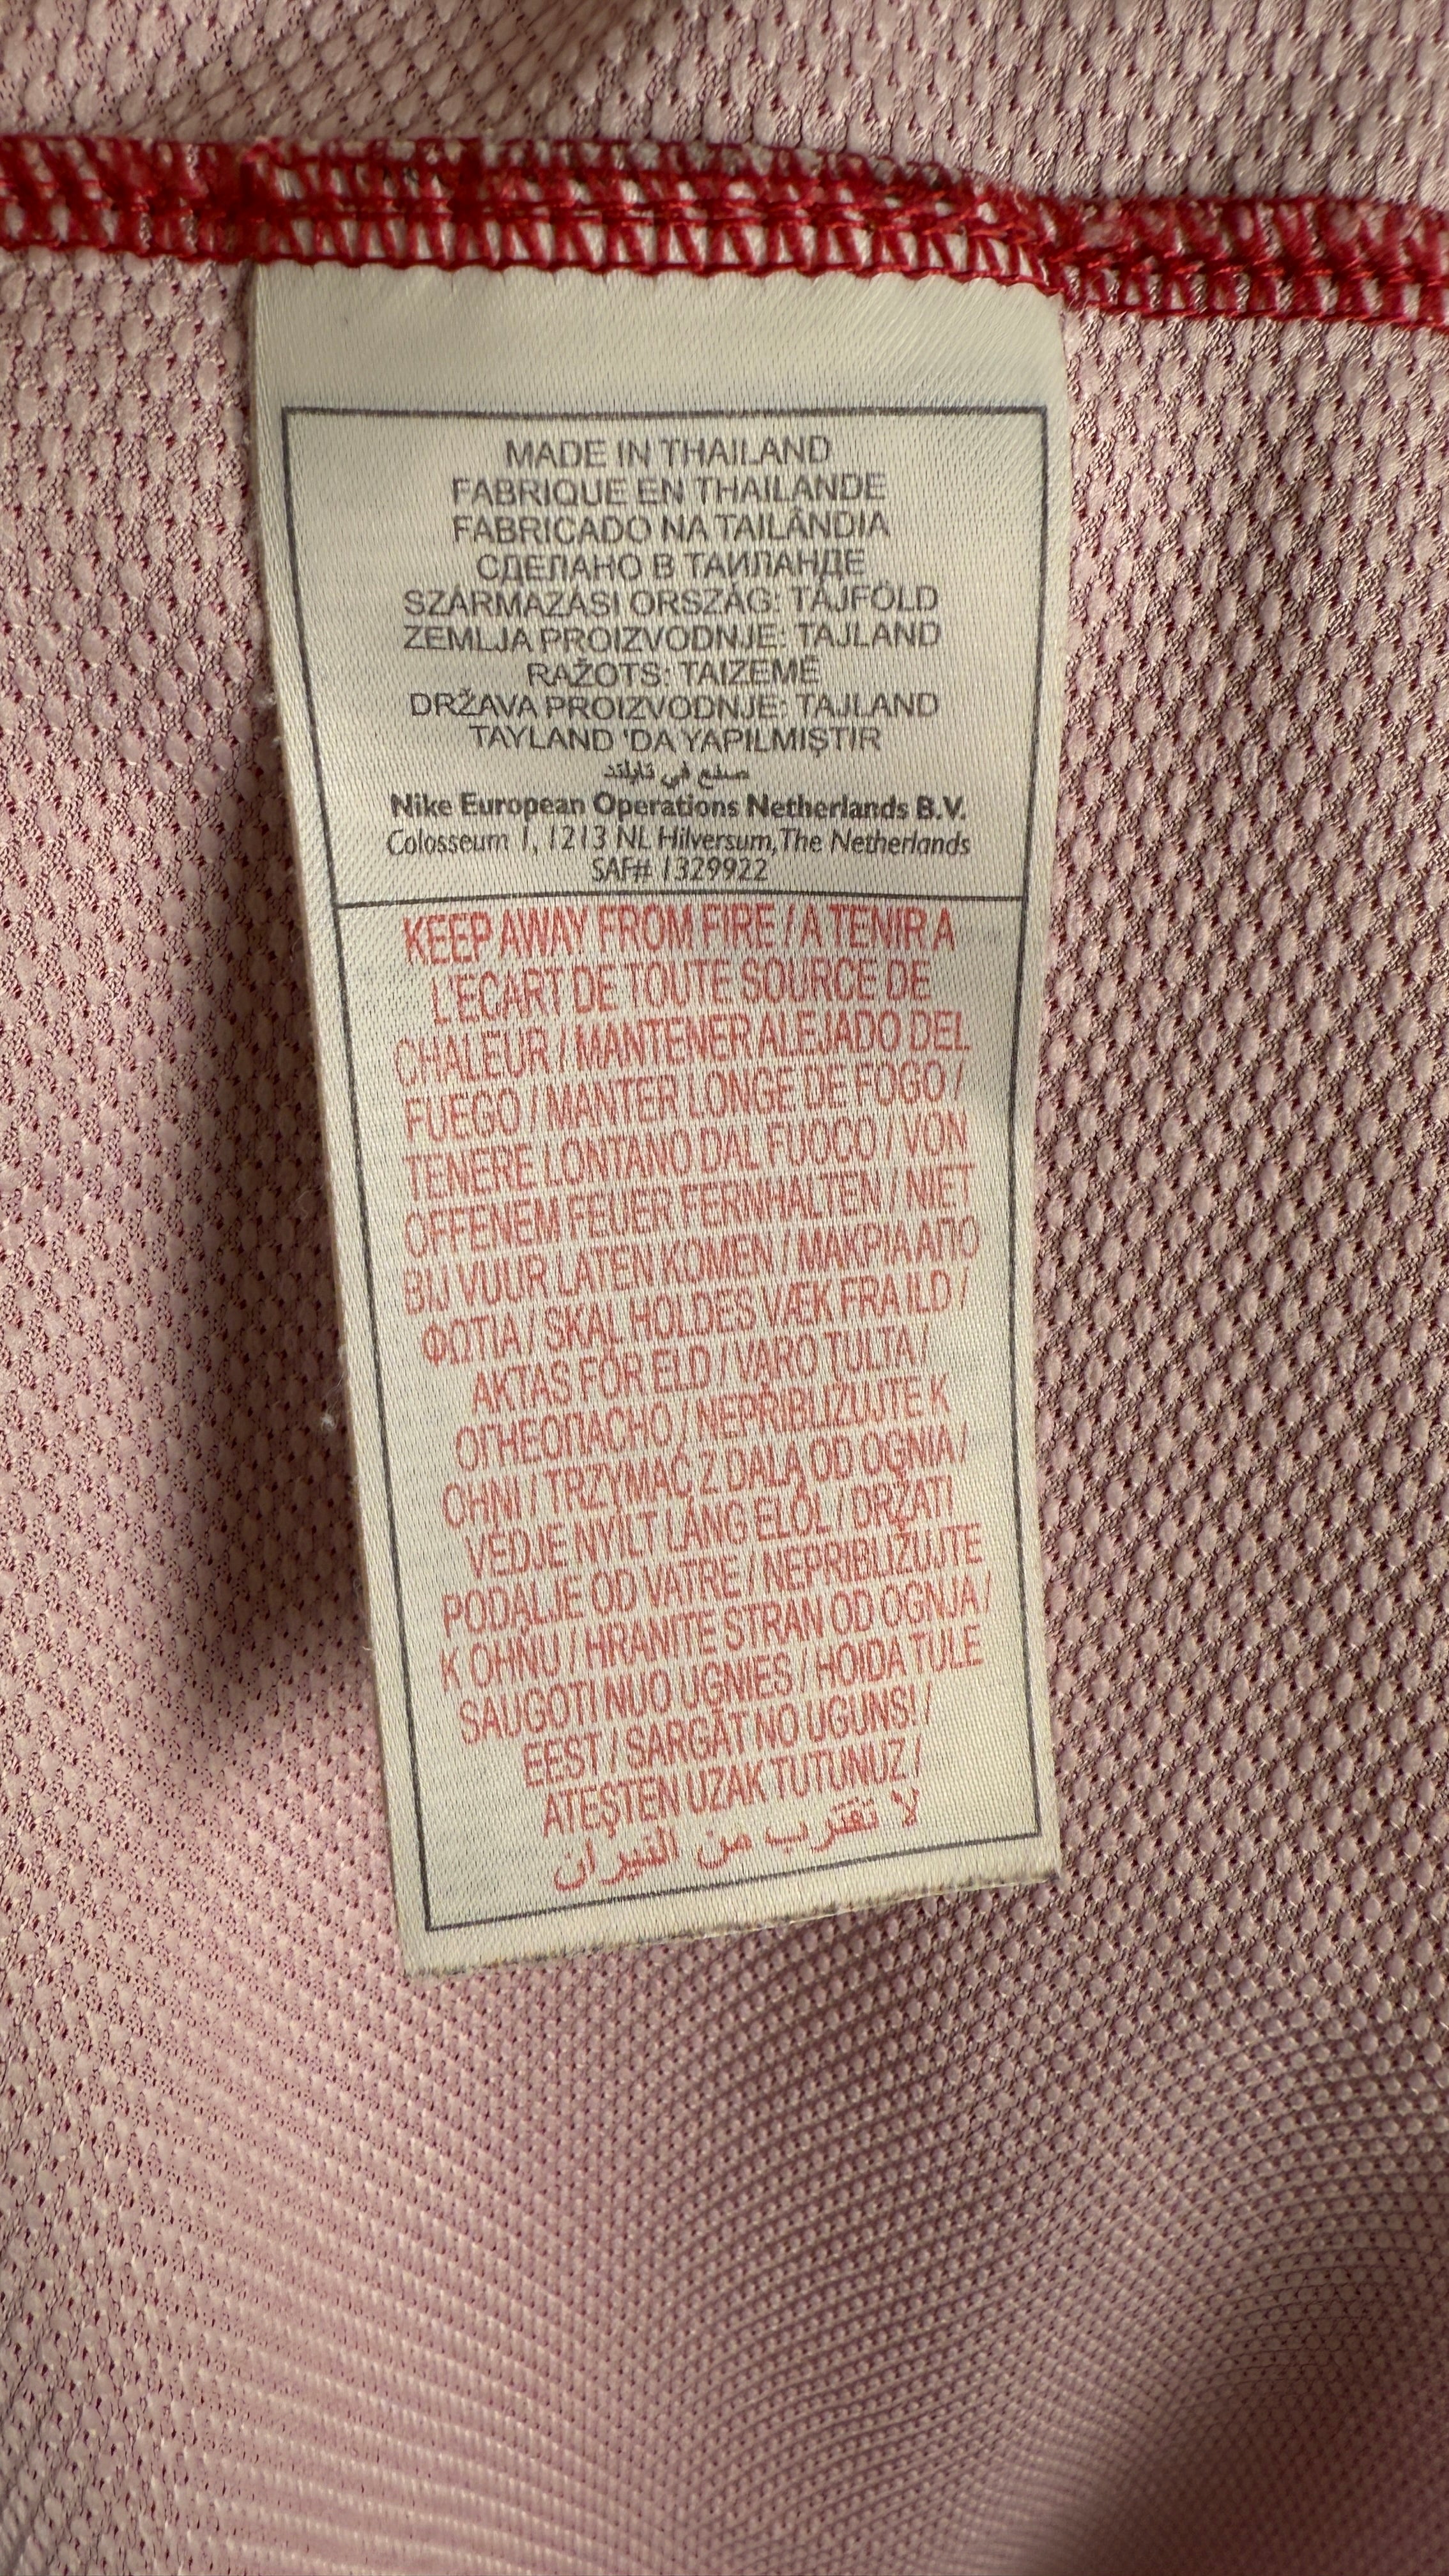 MADE IN THAILAND
FABRIQUE EN THAILANDE
FABRICADO NA TAILÂNDIA
СДЕЛАНО В ТАИЛАНДЕ
SZÁRMAZÁSI ORSZÁG: TÁJFÖLD
ZEMLJA PROIZVODNJE: TAJLAND
RAŽOTS: TAIZEMĒ
DRŽAVA PROIZVODNJE: TAJLAND
TAYLAND 'DA YAPILMIŞTIR
صنع في تايلند
Nike European Operations Netherlands B.V.
Colosseum 1, 1213 NL Hilversum, The Netherlands
SAF# 1329922
KEEP AWAY FROM FIRE / A TENIR A
L'ECART DE TOUTE SOURCE DE
CHALEUR / MANTENER ALEJADO DEL
FUEGO / MANTER LONGE DE FOGO /
TENERE LONTANO DAL FUOCO / VON
OFFENEM FEUER FERNHALTEN / NIET
BIJ VUUR LATEN KOMEN / ΜΑΚΡΙΑ ΑΠΟ
ΦΩΤΙΑ / SKAL HOLDES VÆK FRA ILD /
AKTAS FÖR ELD / VARO TULTA /
ОГНЕОПАСНО / NEPŘIBLIŽUJTE K
OHNI / TRZYMAĆ Z DALA OD OGNIA /
VÉDJE NYÍLT LÁNG ELŐL / DRŽATI
PODALJE OD VATRE / NEPRIBLIŽUJTE
K OHŇU / HRANITE STRAN OD OGNJA /
SAUGOTI NUO UGNIES / HOIDA TULE
EEST / SARGĀT NO UGUNS! /
ATEŞTEN UZAK TUTUNUZ /
لا تقترب من النيران